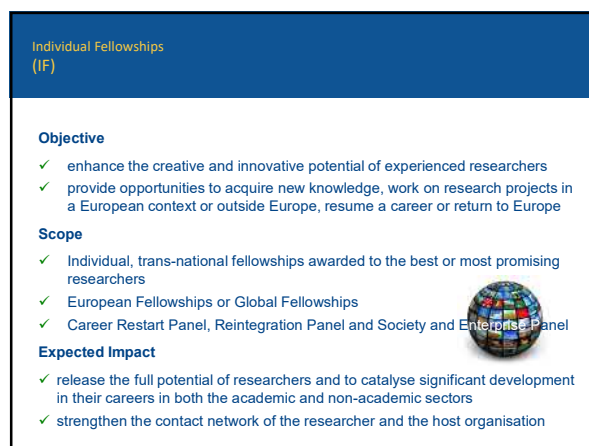 Individual Fellowships
(IF)
Objective
✓ enhance the creative and innovative potential of experienced researchers
✓ provide opportunities to acquire new knowledge, work on research projects in
a European context or outside Europe, resume a career or return to Europe
Scope
✓ Individual, trans-national fellowships awarded to the best or most promising
researchers
✓ European Fellowships or Global Fellowships
✓ Career Restart Panel, Reintegration Panel and Society and Enterprise Panel
Expected Impact
✓ release the full potential of researchers and to catalyse significant development
in their careers in both the academic and non-academic sectors
✓ strengthen the contact network of the researcher and the host organisation